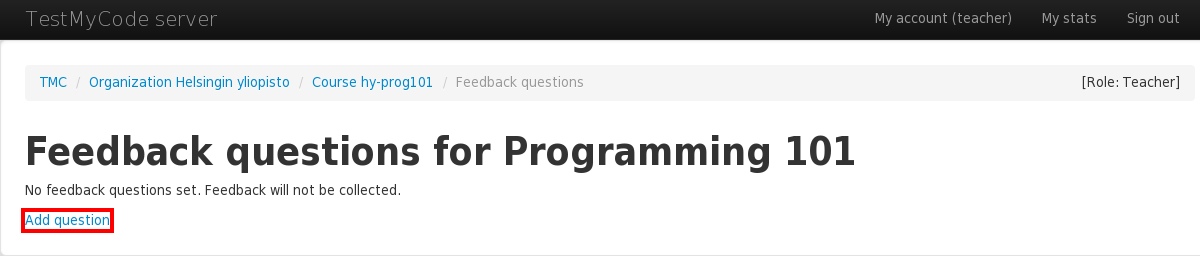 TestMyCode server My account (teacher) My stats Sign out
TMC / Organization Helsingin yliopisto / Course hy-prog101 / Feedback questions [Role: Teacher]
Feedback questions for Programming 101
No feedback questions set. Feedback will not be collected.
Add question